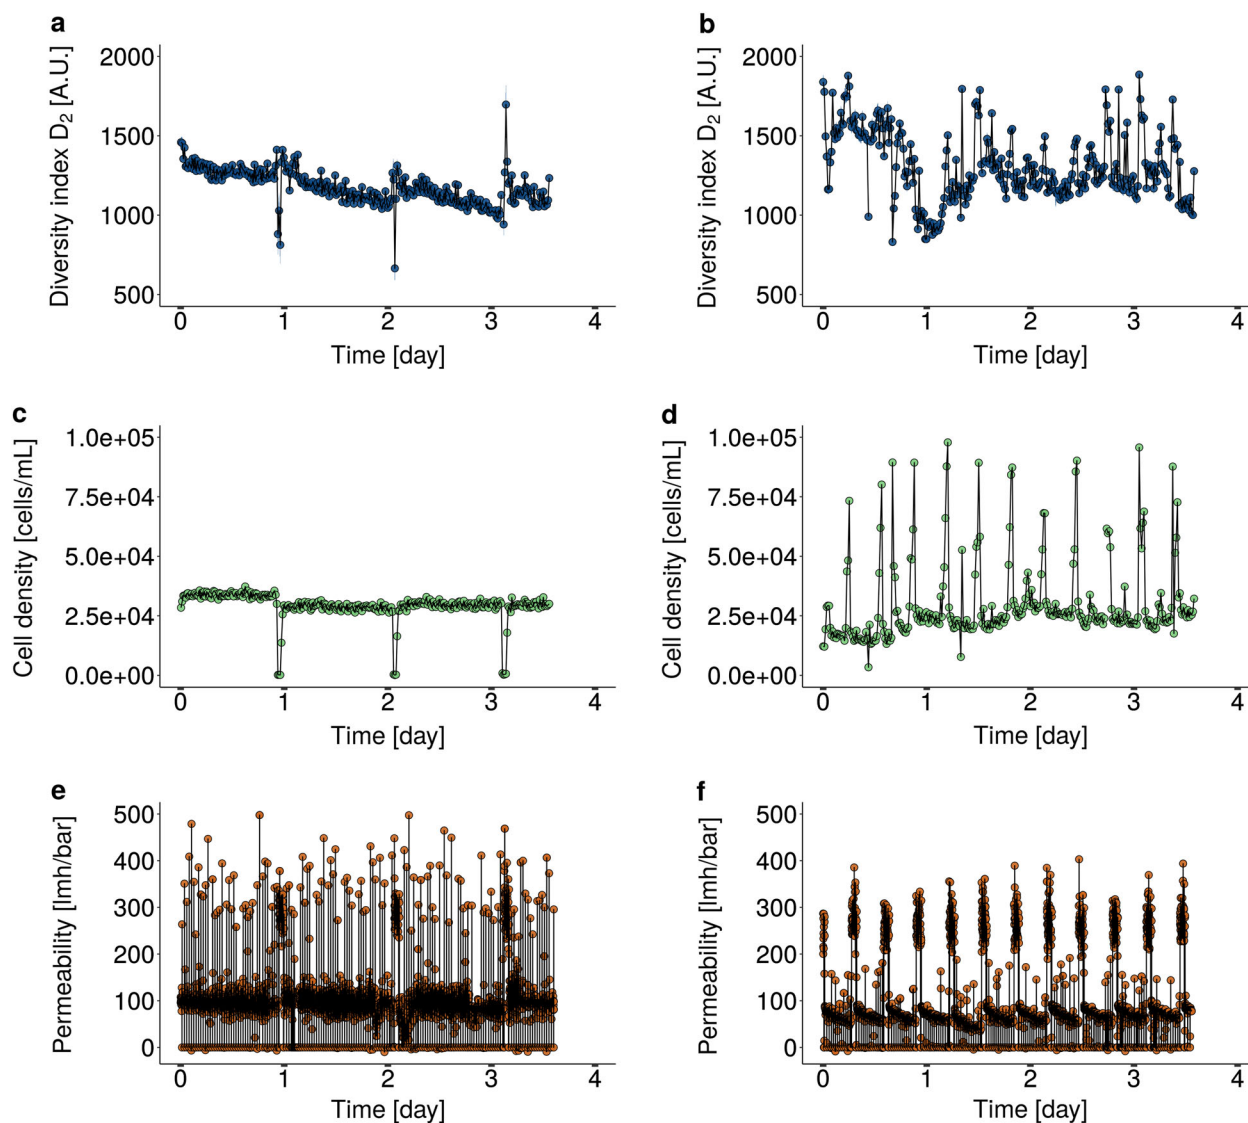 a
Diversity index D₂ [A.U.]
2000
1500
1000
500
0 1 2 3 4
Time [day]
b
Diversity index D₂ [A.U.]
2000
1500
1000
500
0 1 2 3 4
Time [day]
c
Cell density [cells/mL]
1.0e+05
7.5e+04
5.0e+04
2.5e+04
0.0e+00
0 1 2 3 4
Time [day]
d
Cell density [cells/mL]
1.0e+05
7.5e+04
5.0e+04
2.5e+04
0.0e+00
0 1 2 3 4
Time [day]
e
Permeability [lmh/bar]
500
400
300
200
100
0
0 1 2 3 4
Time [day]
f
Permeability [lmh/bar]
500
400
300
200
100
0
0 1 2 3 4
Time [day]